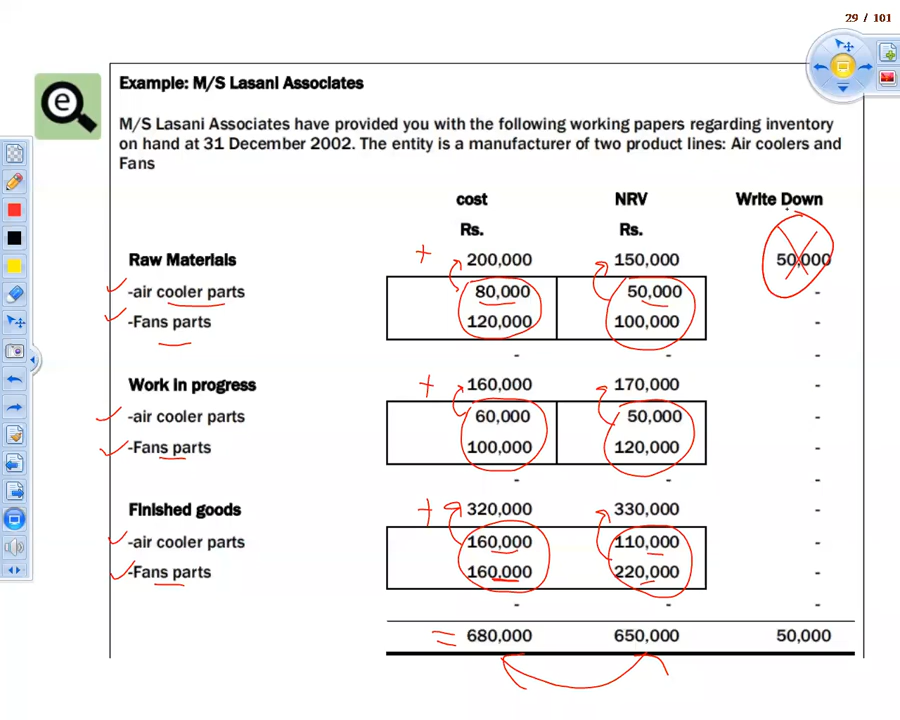 29 / 101
e
Example: M/S Lasani Associates
M/S Lasani Associates have provided you with the following working papers regarding inventory
on hand at 31 December 2002. The entity is a manufacturer of two product lines: Air coolers and
Fans
cost NRV Write Down
Rs. Rs.
Raw Materials + 200,000 150,000 50,000
-air cooler parts 80,000 50,000 -
-Fans parts 120,000 100,000 -
- - -
Work in progress + 160,000 170,000 -
-air cooler parts 60,000 50,000 -
-Fans parts 100,000 120,000 -
- - -
Finished goods + 320,000 330,000 -
-air cooler parts 160,000 110,000 -
-Fans parts 160,000 220,000 -
- - -
= 680,000 650,000 50,000